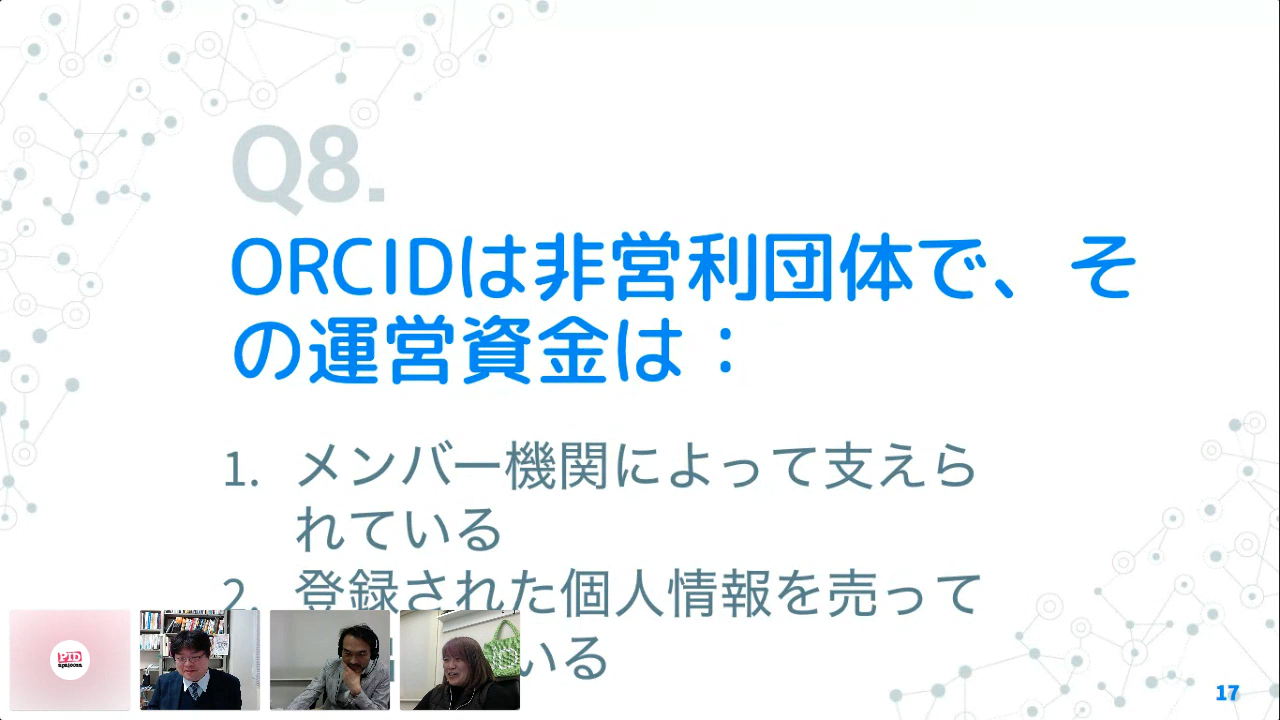 Q8.
ORCIDは非営利団体で、そ
の運営資金は：
1. メンバー機関によって支えら
れている
2. 登録された個人情報を売って
いる
PID
apalooza
17